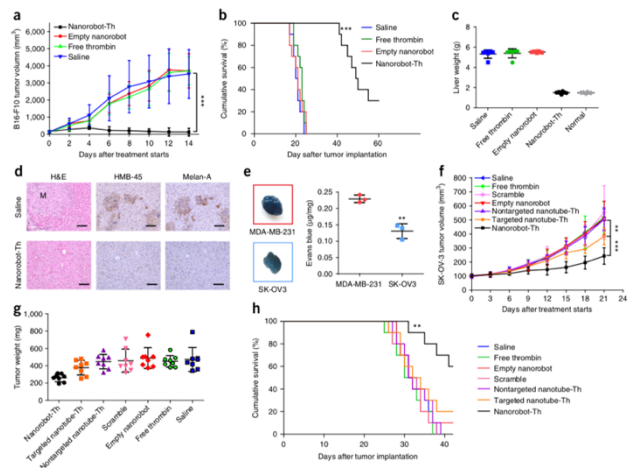 a
Nanorobot-Th
Empty nanorobot
Free thrombin
Saline
B16-F10 tumor volumn (mm³)
6,000
5,000
4,000
3,000
2,000
1,000
0
0 2 4 6 8 10 12 14
Days after treatment starts
***
b
Saline
Free thrombin
Empty nanorobot
Nanorobot-Th
***
Cumulative survival (%)
100
80
60
40
20
0
0 20 40 60
Days after tumor implantation
c
Liver weight (g)
8
6
4
2
0
Saline
Free thrombin
Empty nanorobot
Nanorobot-Th
Normal
d
H&E HMB-45 Melan-A
Saline
M
Nanorobot-Th
e
MDA-MB-231
SK-OV3
Evans blue (μg/mg)
0.30
0.25
0.20
0.15
0.10
0.05
0
**
MDA-MB-231
SK-OV3
f
Saline
Free thrombin
Scramble
Empty nanorobot
Nontargeted nanotube-Th
Targeted nanotube-Th
Nanorobot-Th
SK-OV-3 tumor volume (mm³)
800
700
600
500
400
300
200
100
0
0 3 6 9 12 15 18 21 24
Days after treatment starts
**
***
g
Tumor weight (mg)
1,000
800
600
400
200
0
Nanorobot-Th
Targeted nanotube-Th
Nontargeted nanotube-Th
Scramble
Empty nanorobot
Free thrombin
Saline
h
Cumulative survival (%)
100
80
60
40
20
0
0 10 20 30 40
Days after tumor implantation
**
Saline
Free thrombin
Empty nanorobot
Scramble
Nontargeted nanotube-Th
Targeted nanotube-Th
Nanorobot-Th